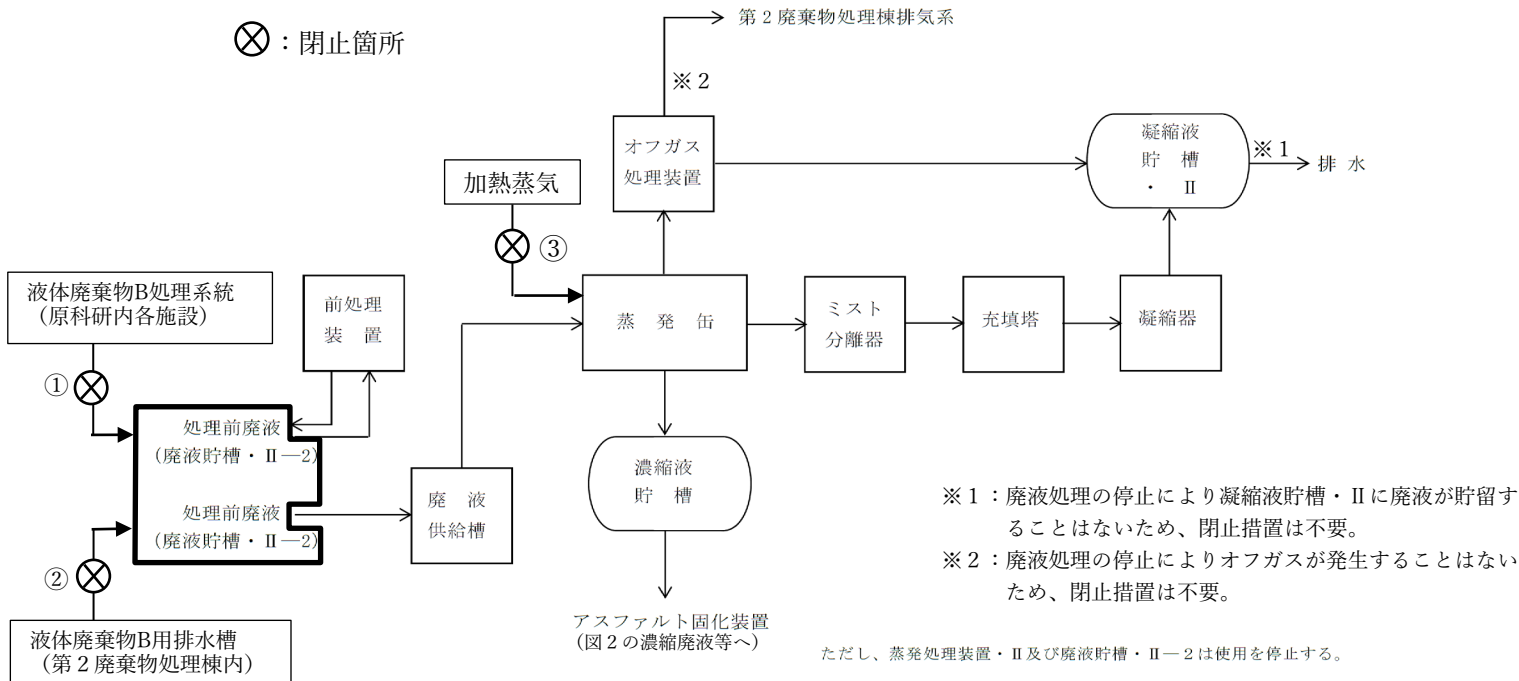 ：閉止箇所
第２廃棄物処理棟排気系
※２
オフガス
処理装置
凝縮液
貯 槽
・ Ⅱ
※１
排 水
加熱蒸気
③
液体廃棄物B処理系統
（原科研内各施設）
前処理
装 置
蒸 発 缶
ミスト
分離器
充填塔
凝縮器
①
処理前廃液
(廃液貯槽・Ⅱ―2)
処理前廃液
(廃液貯槽・Ⅱ―2)
廃 液
供給槽
濃縮液
貯 槽
②
液体廃棄物B用排水槽
（第２廃棄物処理棟内）
アスファルト固化装置
（図２の濃縮廃液等へ）
※１：廃液処理の停止により凝縮液貯槽・Ⅱに廃液が貯留す
ることはないため、閉止措置は不要。
※２：廃液処理の停止によりオフガスが発生することはない
ため、閉止措置は不要。
ただし、蒸発処理装置・Ⅱ及び廃液貯槽・Ⅱ―２は使用を停止する。